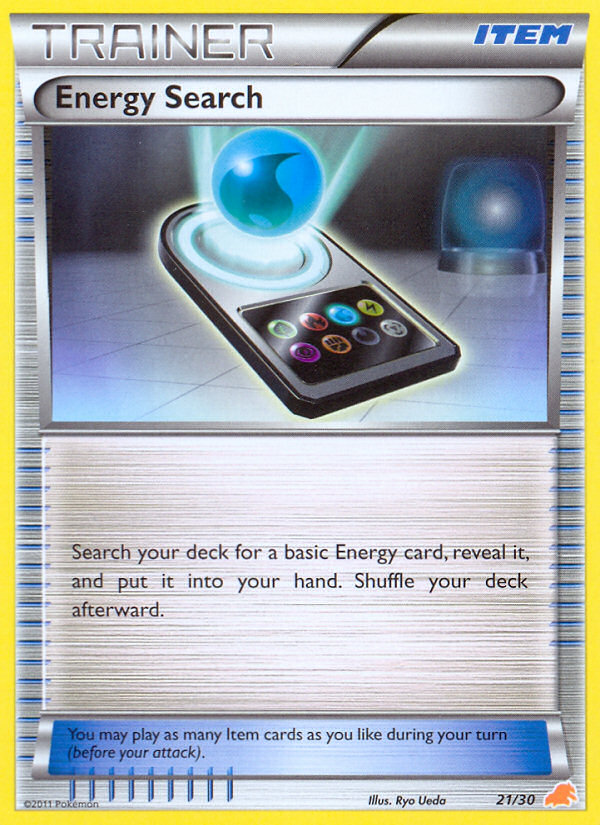 TRAINER
ITEM
Energy Search
Search your deck for a basic Energy card, reveal it,
and put it into your hand. Shuffle your deck
afterward.
You may play as many Item cards as you like during your turn
(before your attack).
©2011 Pokémon
Illus. Ryo Ueda
21/30